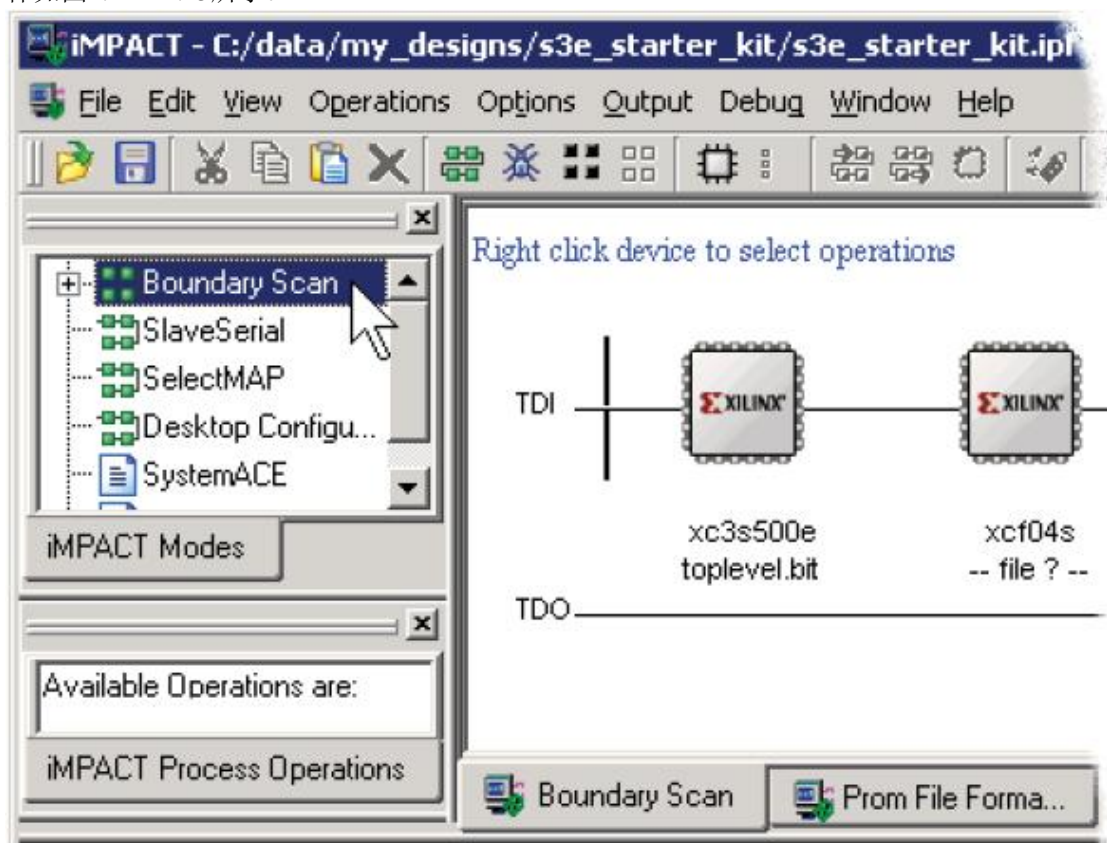 iMPACT - C:/data/my_designs/s3e_starter_kit/s3e_starter_kit.ipf
File Edit View Operations Options Output Debug Window Help
Boundary Scan
SlaveSerial
SelectMAP
Desktop Configu...
SystemACE
iMPACT Modes
Available Operations are:
iMPACT Process Operations
Right click device to select operations
TDI
XILINX
XILINX
xc3s500e
xcf04s
toplevel.bit
-- file ? --
TDO
Boundary Scan
Prom File Forma...